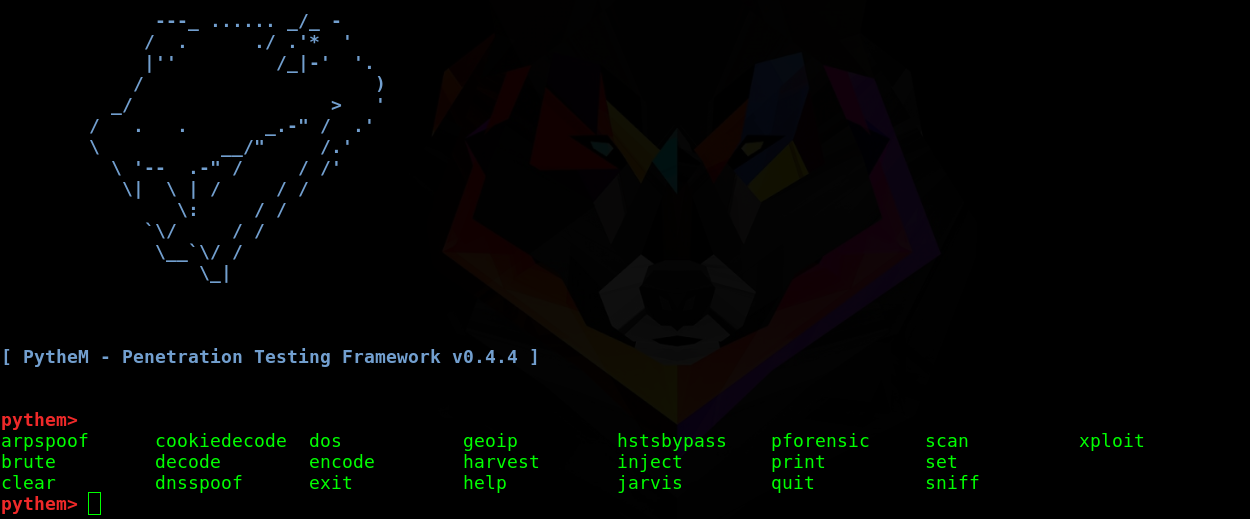 [ PytheM - Penetration Testing Framework v0.4.4 ]
pythem>
arpspoof cookiedecode dos geoip hstsbypass pforensic scan xploit
brute decode encode harvest inject print set
clear dnsspoof exit help jarvis quit sniff
pythem>